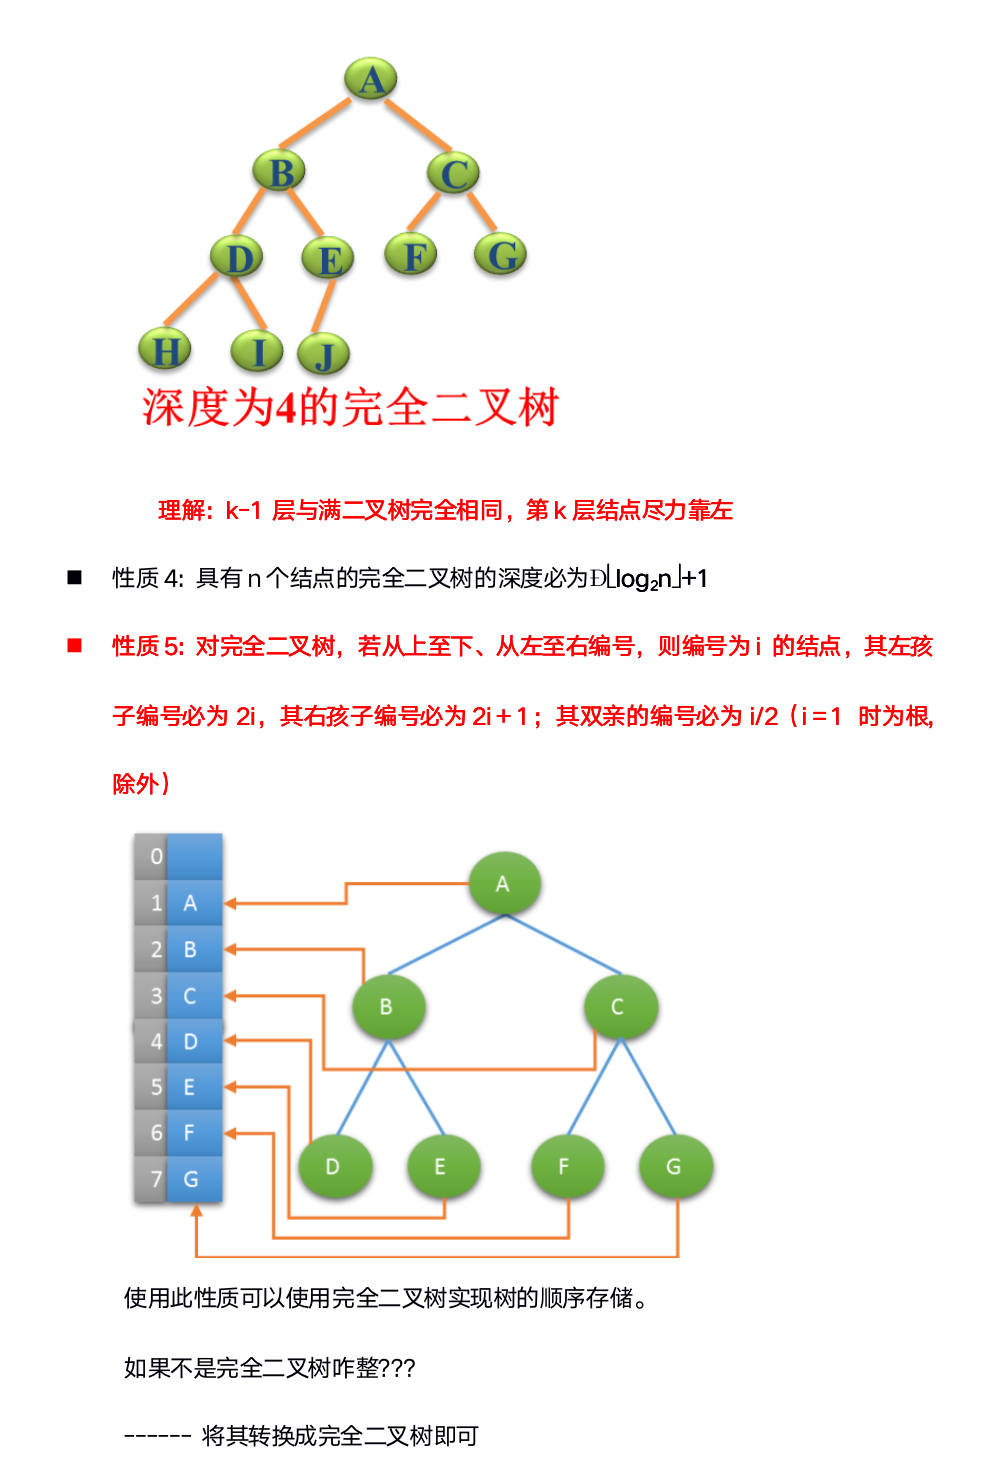 A
B
C
D
E
F
G
H
I
J
深度为4的完全二叉树
理解：k-1 层与满二叉树完全相同，第 k 层结点尽力靠左
■ 性质 4: 具有 n 个结点的完全二叉树的深度必为Ð⌊log₂n⌋+1
■ 性质 5: 对完全二叉树，若从上至下、从左至右编号，则编号为 i 的结点，其左孩
子编号必为 2i，其右孩子编号必为 2i＋1；其双亲的编号必为 i/2（i＝1 时为根,
除外）
0
1 A
2 B
3 C
4 D
5 E
6 F
7 G
A
B
C
D
E
F
G
使用此性质可以使用完全二叉树实现树的顺序存储。
如果不是完全二叉树咋整???
------ 将其转换成完全二叉树即可